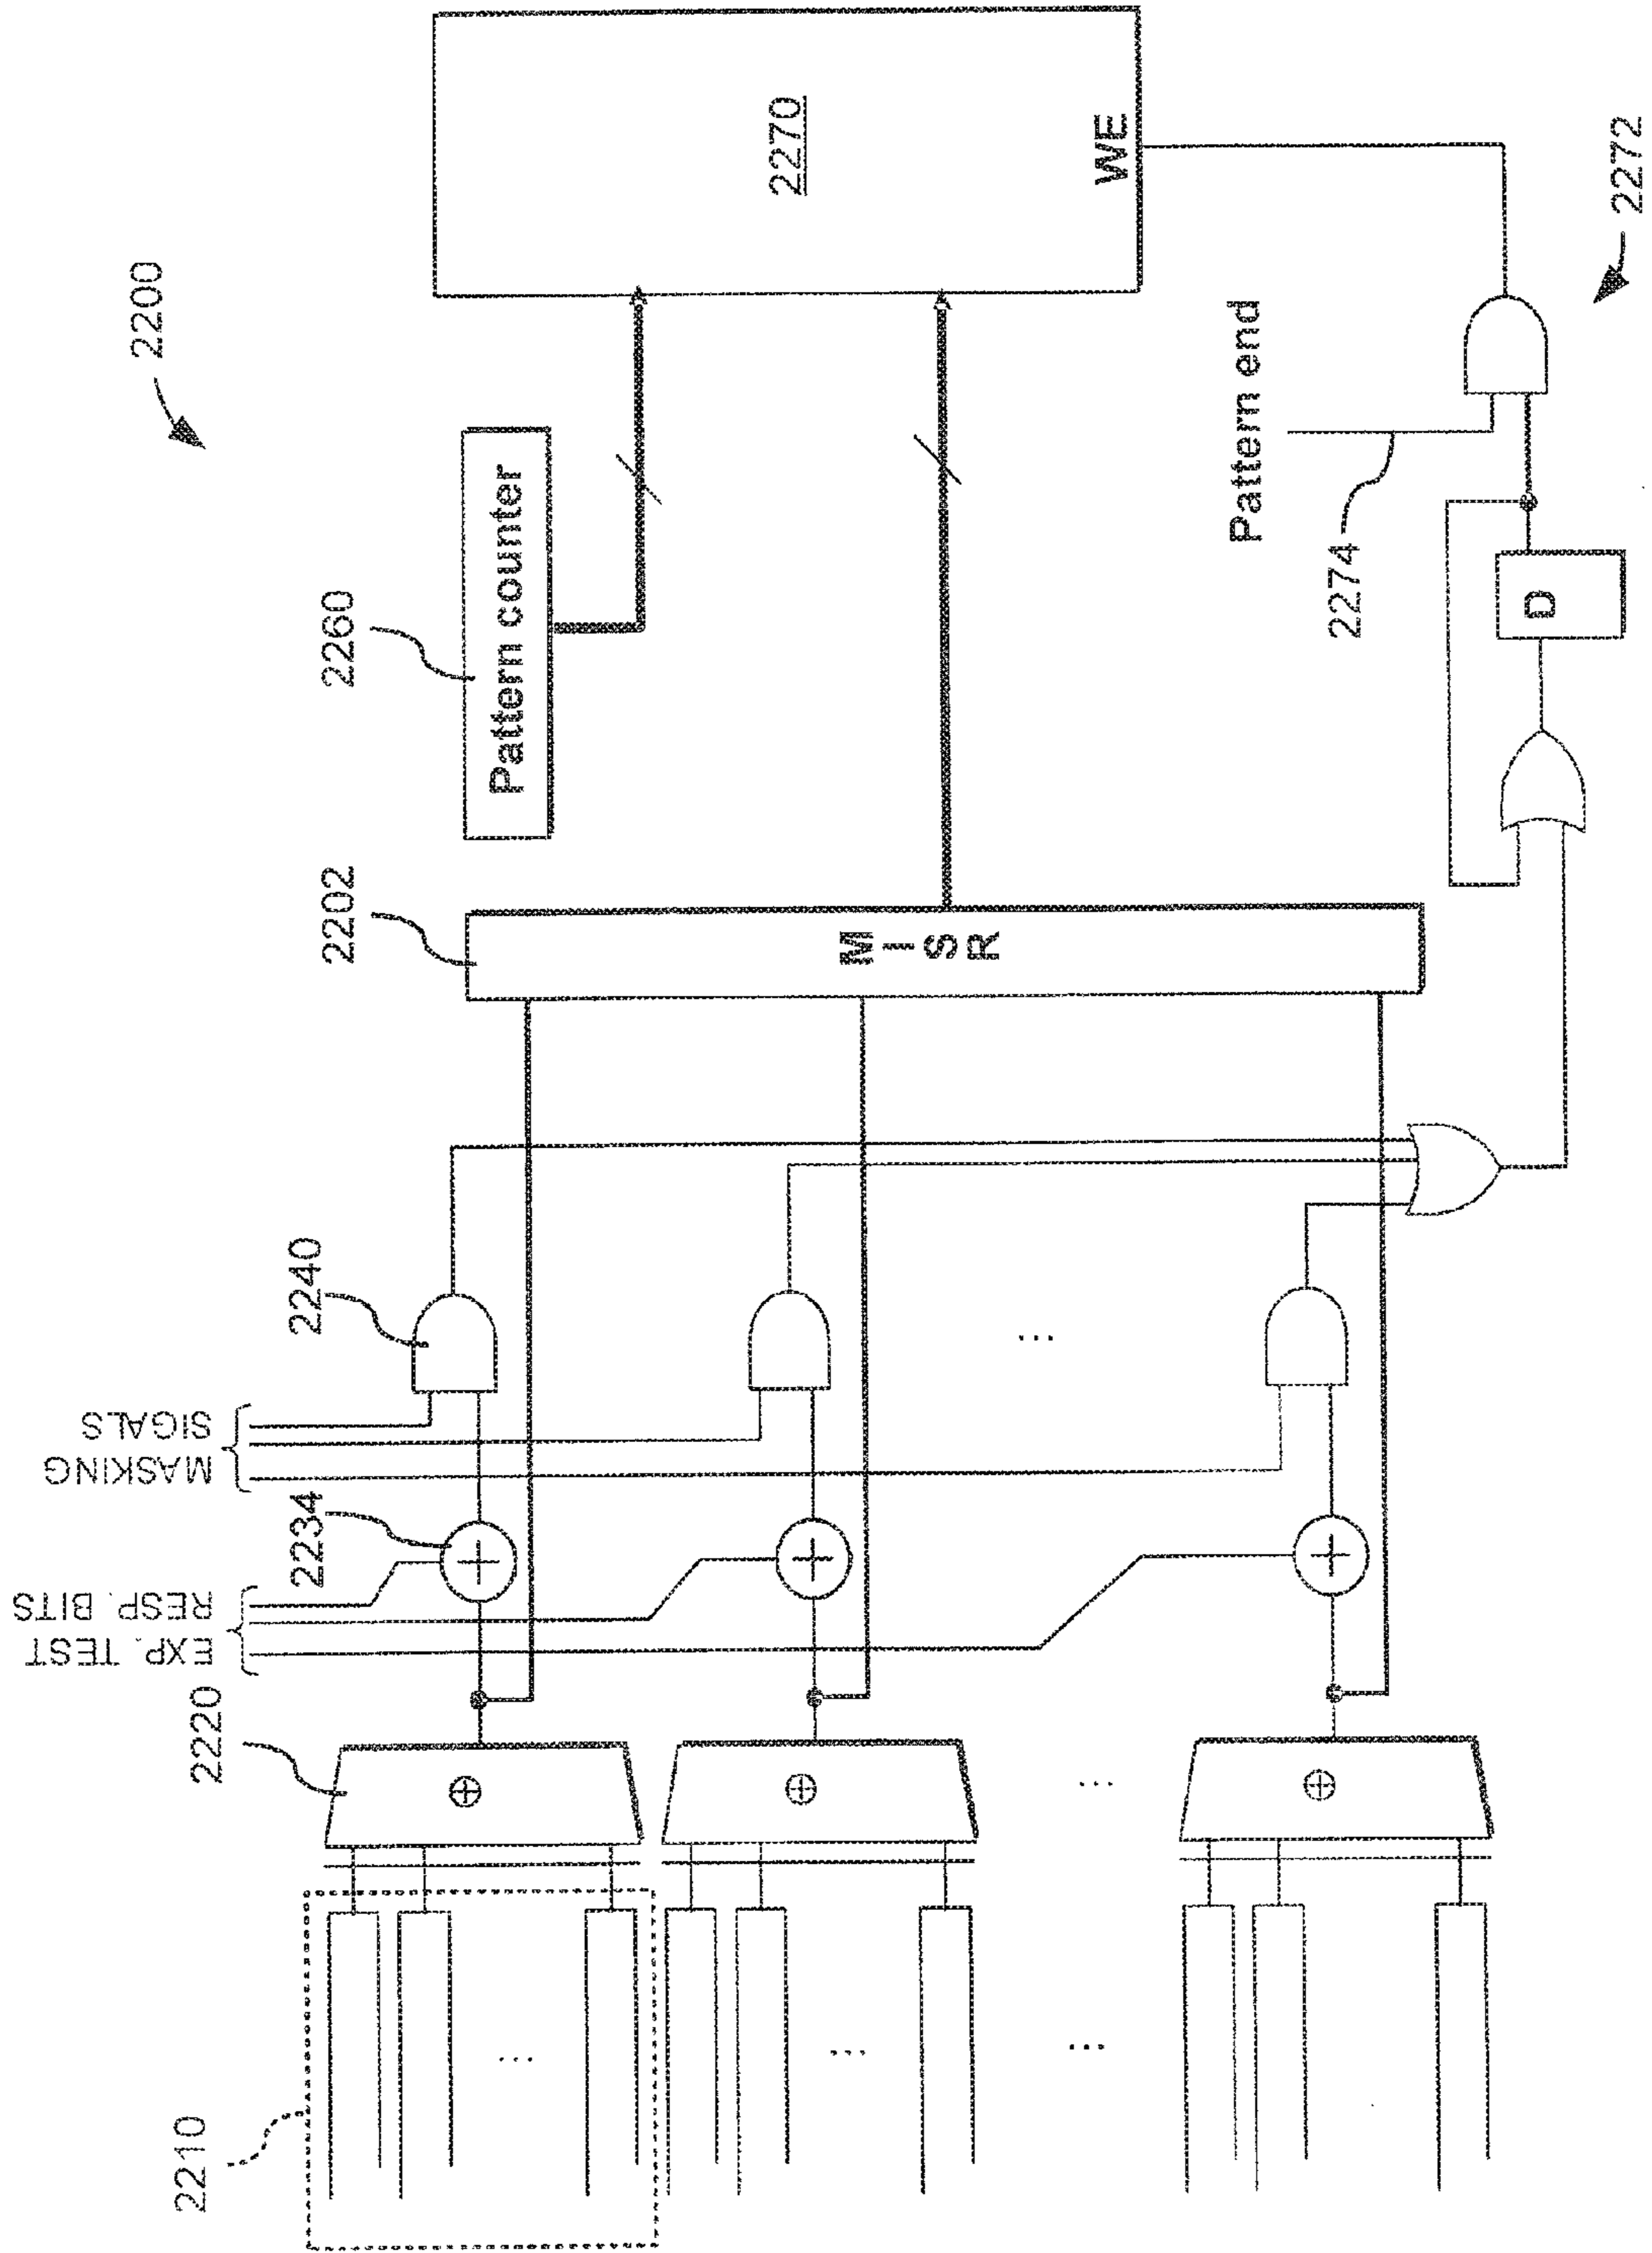 2200
2210
2220
EXP. TEST
RESP. BITS
2234
MASKING
SIGALS
2240
2202
M
I
S
R
2260
Pattern counter
2270
WE
Pattern end
2274
D
2272